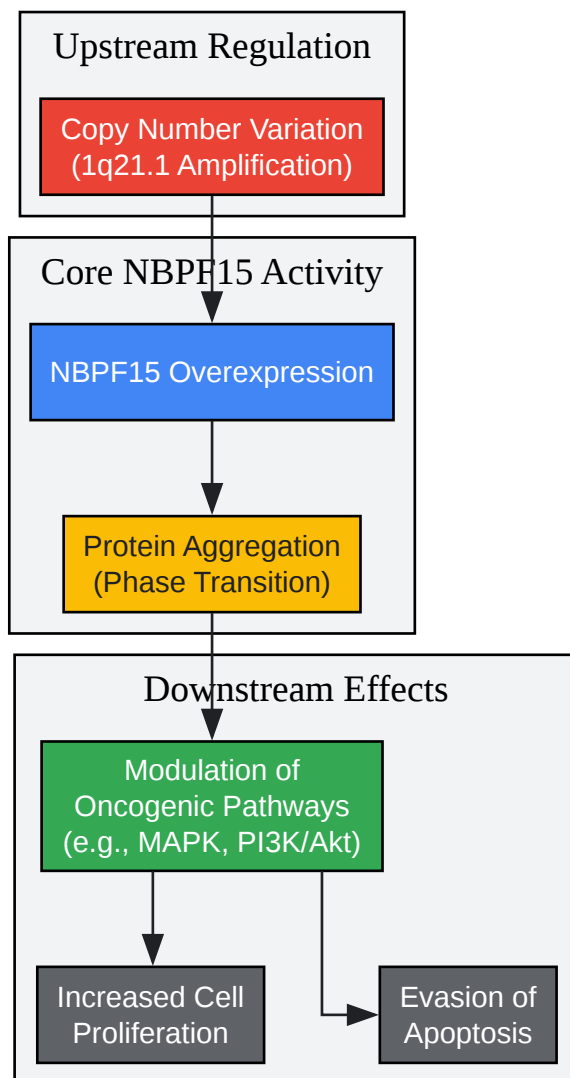 Upstream Regulation
Copy Number Variation
(1q21.1 Amplification)
Core NBPF15 Activity
NBPF15 Overexpression
Protein Aggregation
(Phase Transition)
Downstream Effects
Modulation of
Oncogenic Pathways
(e.g., MAPK, PI3K/Akt)
Increased Cell
Proliferation
Evasion of
Apoptosis